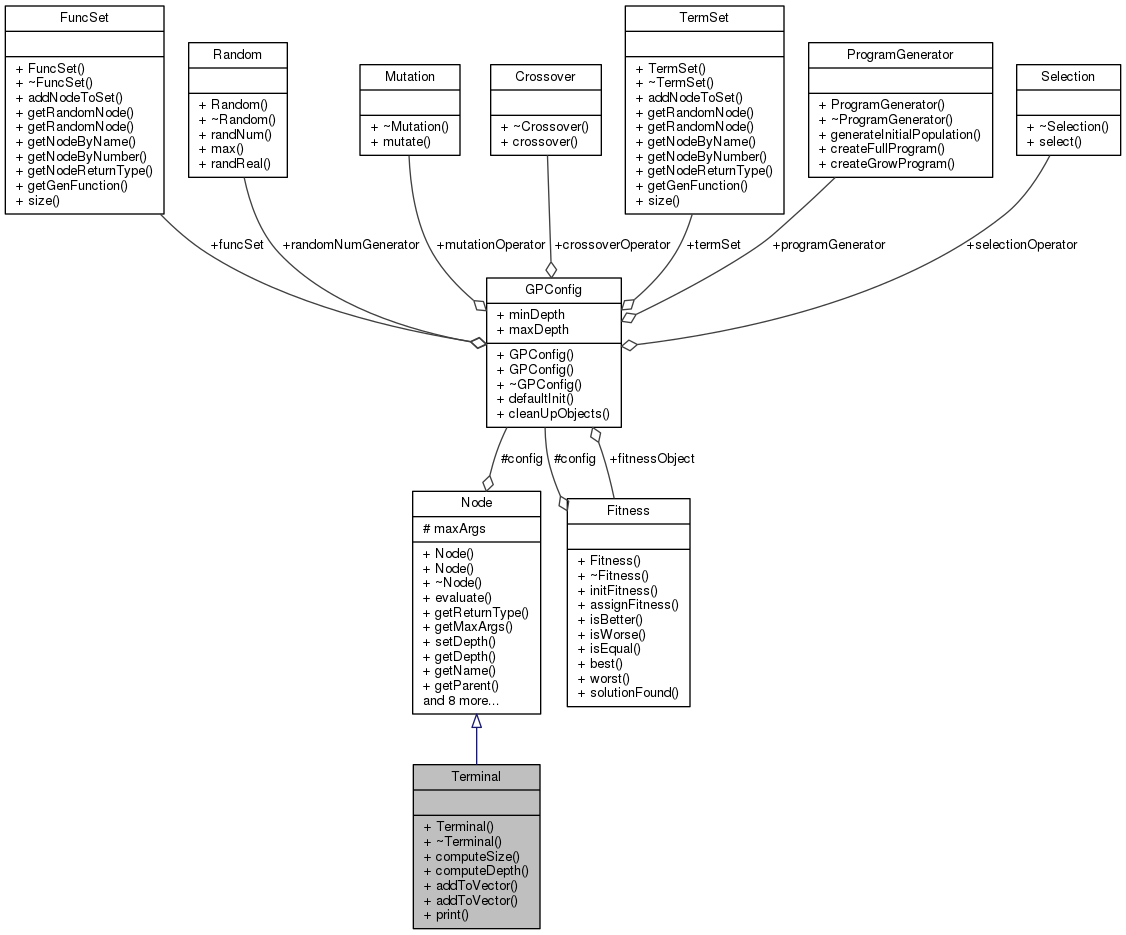 FuncSet
+ FuncSet()
+ ~FuncSet()
+ addNodeToSet()
+ getRandomNode()
+ getRandomNode()
+ getNodeByName()
+ getNodeByNumber()
+ getNodeReturnType()
+ getGenFunction()
+ size()
Random
+ Random()
+ ~Random()
+ randNum()
+ max()
+ randReal()
Mutation
+ ~Mutation()
+ mutate()
Crossover
+ ~Crossover()
+ crossover()
TermSet
+ TermSet()
+ ~TermSet()
+ addNodeToSet()
+ getRandomNode()
+ getRandomNode()
+ getNodeByName()
+ getNodeByNumber()
+ getNodeReturnType()
+ getGenFunction()
+ size()
ProgramGenerator
+ ProgramGenerator()
+ ~ProgramGenerator()
+ generateInitialPopulation()
+ createFullProgram()
+ createGrowProgram()
Selection
+ ~Selection()
+ select()
+funcSet
+randomNumGenerator
+mutationOperator
+crossoverOperator
+termSet
+programGenerator
+selectionOperator
GPConfig
+ minDepth
+ maxDepth
+ GPConfig()
+ GPConfig()
+ ~GPConfig()
+ defaultInit()
+ cleanUpObjects()
#config
#config
+fitnessObject
Node
# maxArgs
+ Node()
+ Node()
+ ~Node()
+ evaluate()
+ getReturnType()
+ getMaxArgs()
+ setDepth()
+ getDepth()
+ getName()
+ getParent()
and 8 more...
Fitness
+ Fitness()
+ ~Fitness()
+ initFitness()
+ assignFitness()
+ isBetter()
+ isWorse()
+ isEqual()
+ best()
+ worst()
+ solutionFound()
Terminal
+ Terminal()
+ ~Terminal()
+ computeSize()
+ computeDepth()
+ addToVector()
+ addToVector()
+ print()